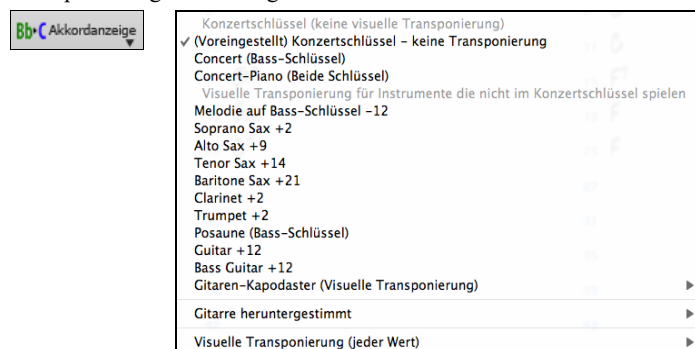 Bb•C Akkordanzeige
Konzertschlüssel (keine visuelle Transponierung)
✓ (Voreingestellt) Konzertschlüssel – keine Transponierung
Concert (Bass-Schlüssel)
Concert-Piano (Beide Schlüssel)
Visuelle Transponierung für Instrumente die nicht im Konzertschlüssel spielen
Melodie auf Bass-Schlüssel -12
Soprano Sax +2
Alto Sax +9
Tenor Sax +14
Baritone Sax +21
Clarinet +2
Trumpet +2
Posaune (Bass-Schlüssel)
Guitar +12
Bass Guitar +12
Gitaren-Kapodaster (Visuelle Transponierung)
Gitarre heruntergestimmt
Visuelle Transponierung (jeder Wert)